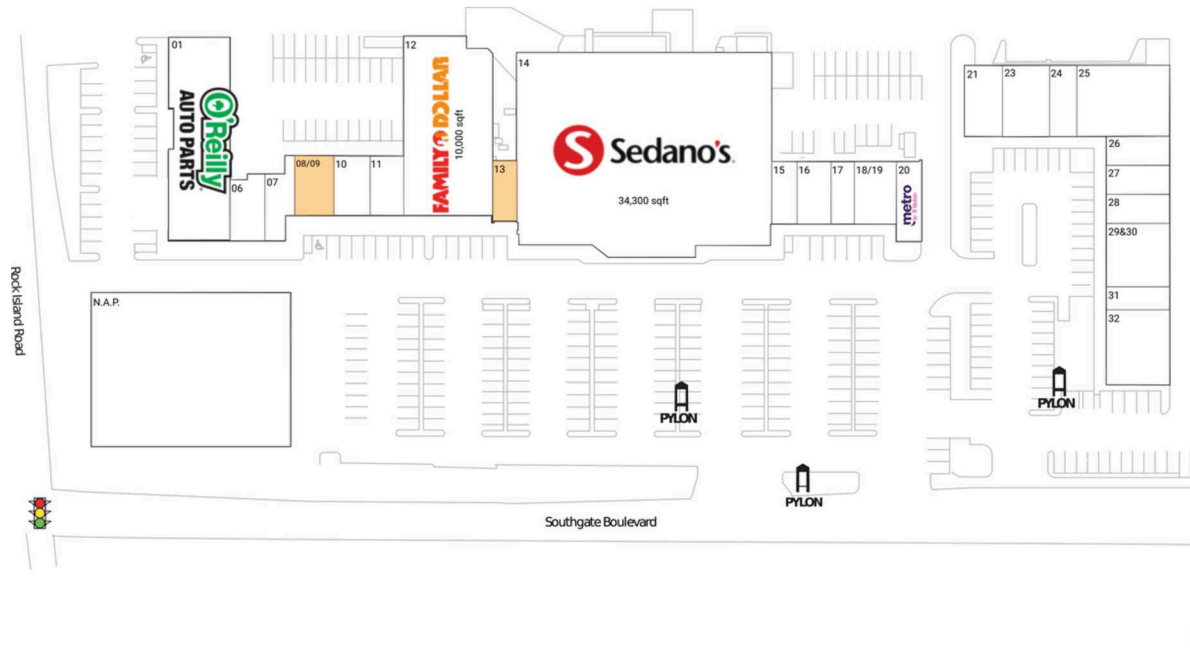 01
O'Reilly
AUTO PARTS
06
07
08/09
10
11
12
FAMILY DOLLAR
10,000 sqft
13
14
S Sedano's
34,300 sqft
15
16
17
18/19
20
metro
21
23
24
25
26
27
28
29&30
31
32
N.A.P.
Rock Island Road
PYLON
PYLON
PYLON
Southgate Boulevard